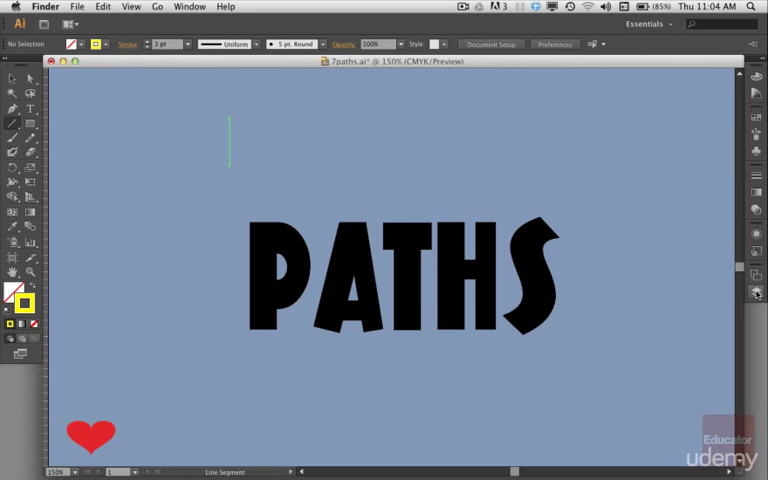 Finder File Edit View Go Window Help 3 (85%) Thu 11:04 AM
Ai Essentials
No Selection Stroke: 3 pt Uniform 5 pt. Round Opacity: 100% Style: Document Setup Preferences
7paths.ai* @ 150% (CMYK/Preview)
T
PATHS
Educator
udemy
150% 1 Line Segment